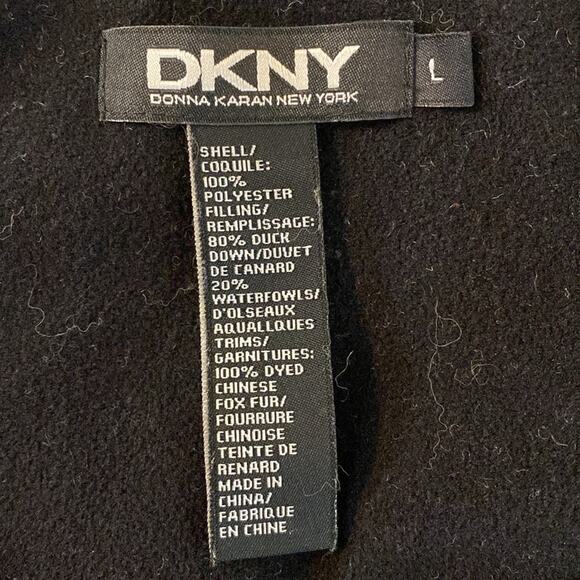 DKNY
DONNA KARAN NEW YORK
L
SHELL/
COQUILE:
100%
POLYESTER
FILLING/
REMPLISSAGE:
80% DUCK
DOWN/DUVET
DE CANARD
20%
WATERFOWLS/
D'OLSEAUX
AQUALLQUES
TRIMS/
GARNITURES:
100% DYED
CHINESE
FOX FUR/
FOURRURE
CHINOISE
TEINTE DE
RENARD
MADE IN
CHINA/
FABRIQUE
EN CHINE